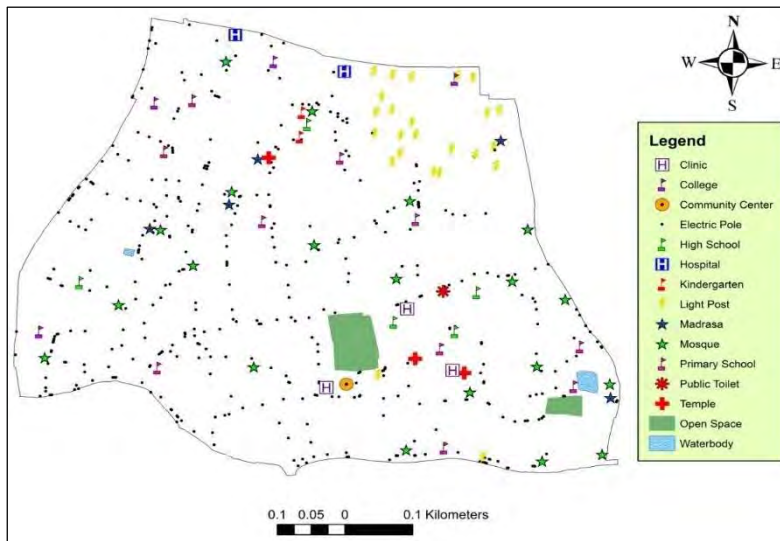 N
W E
S
Legend
Clinic
College
Community Center
Electric Pole
High School
Hospital
Kindergarten
Light Post
Madrasa
Mosque
Primary School
Public Toilet
Temple
Open Space
Waterbody
0.1 0.05 0 0.1 Kilometers